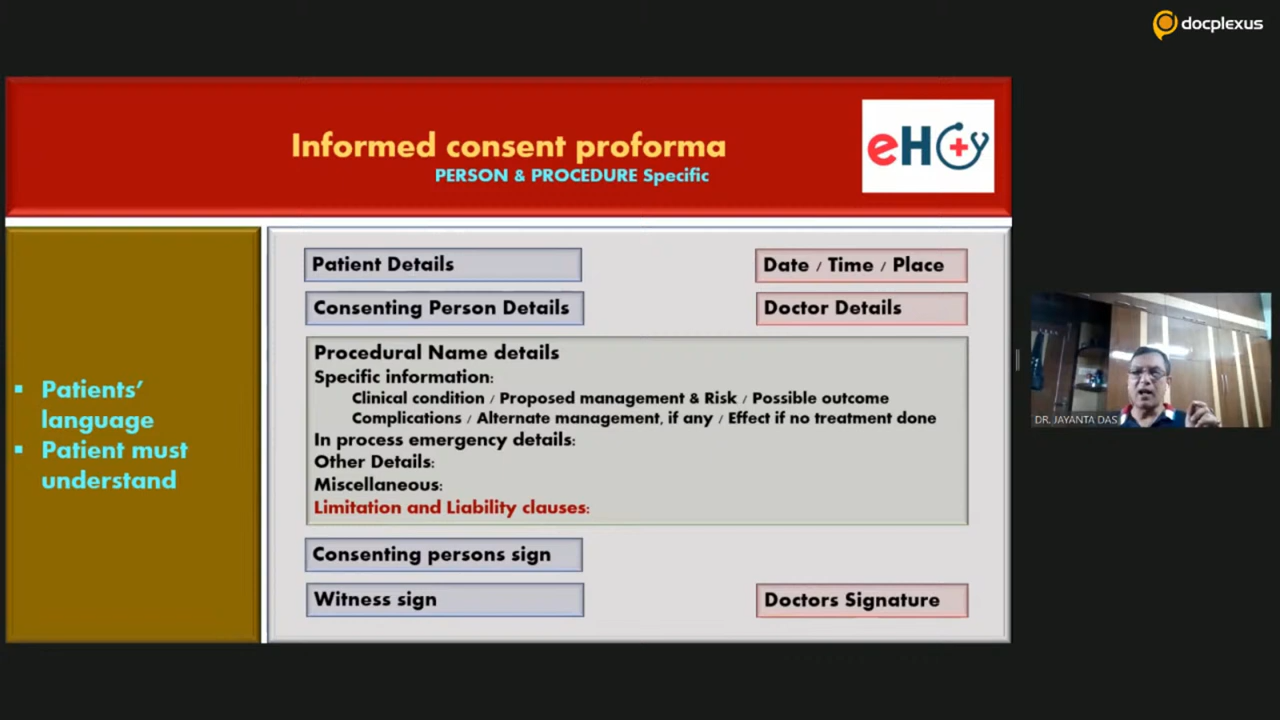 docplexus
Informed consent proforma
PERSON & PROCEDURE Specific
eH
Patients’
language
Patient must
understand
Patient Details
Date / Time / Place
Consenting Person Details
Doctor Details
Procedural Name details
Specific information:
Clinical condition / Proposed management & Risk / Possible outcome
Complications / Alternate management, if any / Effect if no treatment done
In process emergency details:
Other Details:
Miscellaneous:
Limitation and Liability clauses:
Consenting persons sign
Witness sign
Doctors Signature
DR. JAYANTA DAS